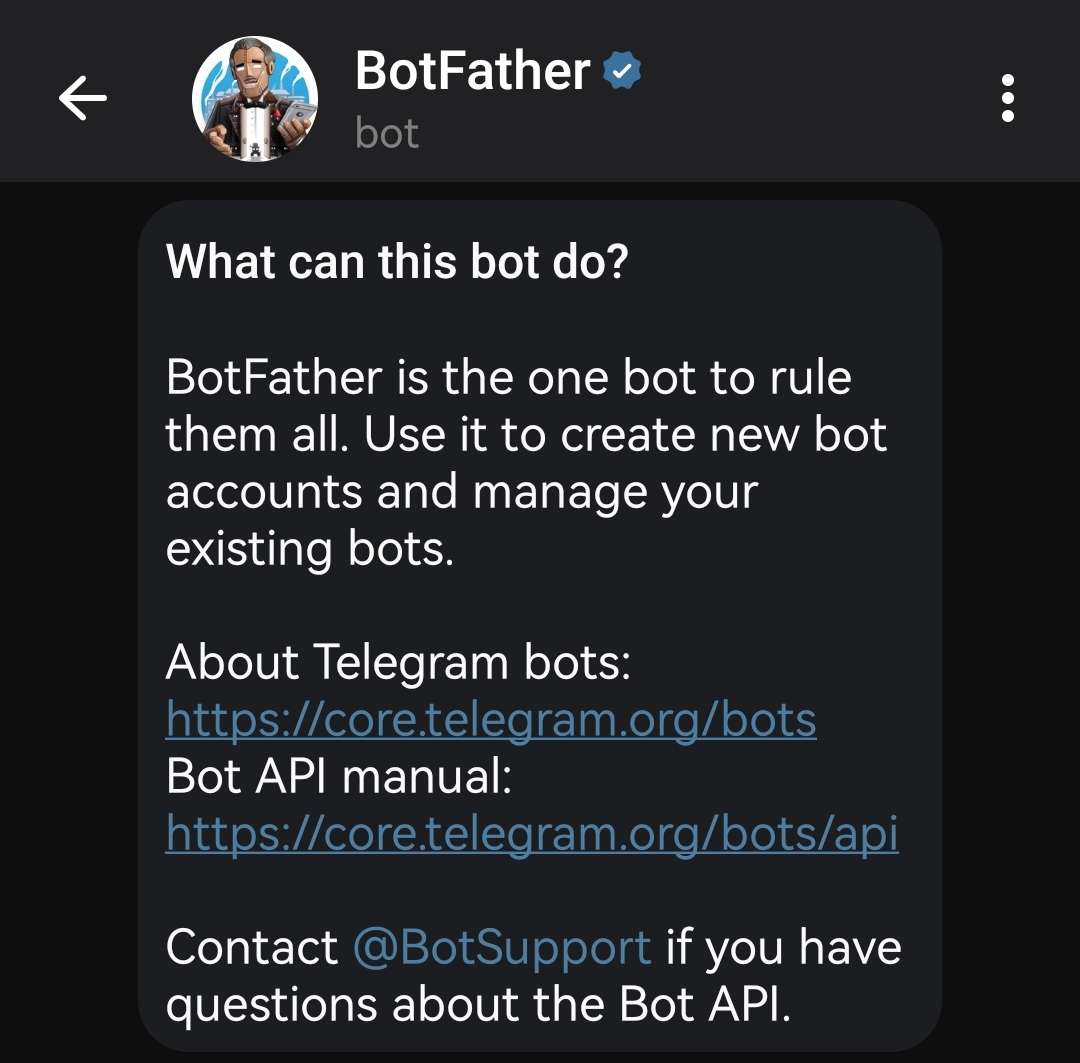 BotFather
bot
What can this bot do?
BotFather is the one bot to rule
them all. Use it to create new bot
accounts and manage your
existing bots.
About Telegram bots:
https://core.telegram.org/bots
Bot API manual:
https://core.telegram.org/bots/api
Contact @BotSupport if you have
questions about the Bot API.